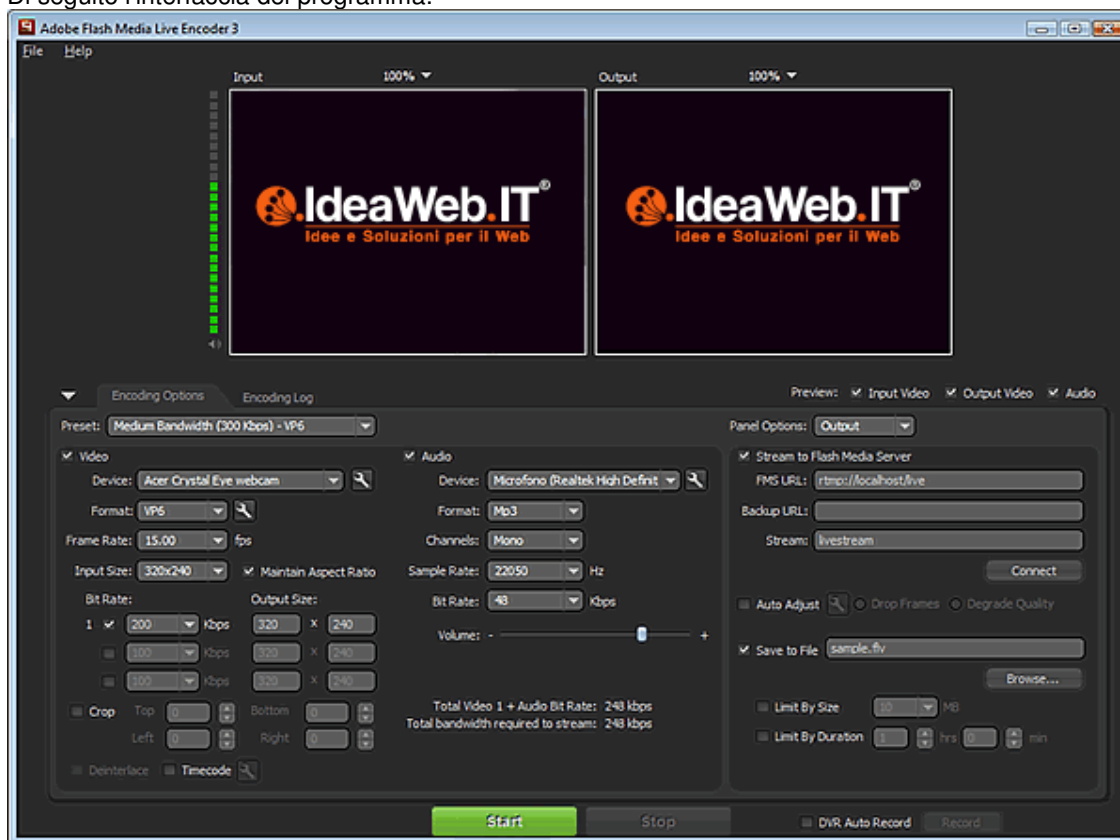 Di seguito l'interfaccia del programma:
Adobe Flash Media Live Encoder 3
File Help
Input 100% Output 100%
.IdeaWeb.IT®
Idee e Soluzioni per il Web
.IdeaWeb.IT®
Idee e Soluzioni per il Web
Encoding Options Encoding Log
Preview: Input Video Output Video Audio
Preset: Medium Bandwidth (300 Kbps) - VP6
Panel Options: Output
Video
Device: Acer Crystal Eye webcam
Format: VP6
Frame Rate: 15.00 fps
Input Size: 320x240 Maintain Aspect Ratio
Bit Rate: Output Size:
1 200 Kbps 320 x 240
100 Kbps 320 x 240
100 Kbps 320 x 240
Crop Top 0 Bottom 0
Left 0 Right 0
Deinterlace Timecode
Audio
Device: Microfono (Realtek High Definit
Format: Mp3
Channels: Mono
Sample Rate: 22050 Hz
Bit Rate: 48 Kbps
Volume: - +
Total Video 1 + Audio Bit Rate: 248 kbps
Total bandwidth required to stream: 248 kbps
Stream to Flash Media Server
FMS URL: rtmp://localhost/live
Backup URL:
Stream: livestream
Connect
Auto Adjust Drop Frames Degrade Quality
Save to File sample.flv
Browse...
Limit By Size 10 MB
Limit By Duration 1 hrs 0 min
Start Stop
DVR Auto Record Record